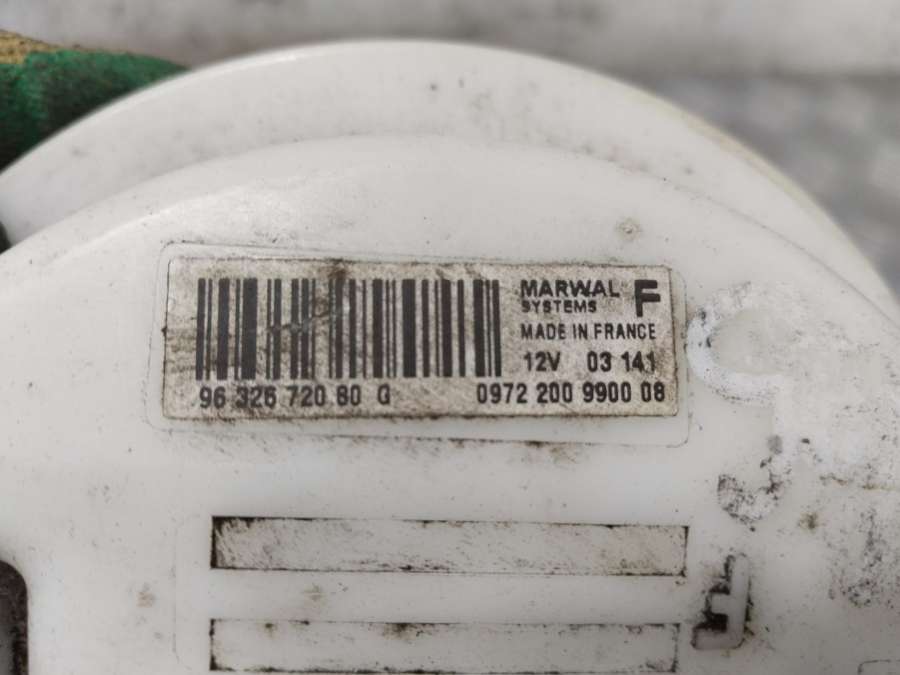 MARWAL F
SYSTEMS
MADE IN FRANCE
12V 03 141
96 326 720 80 G 0972 200 9900 08
F